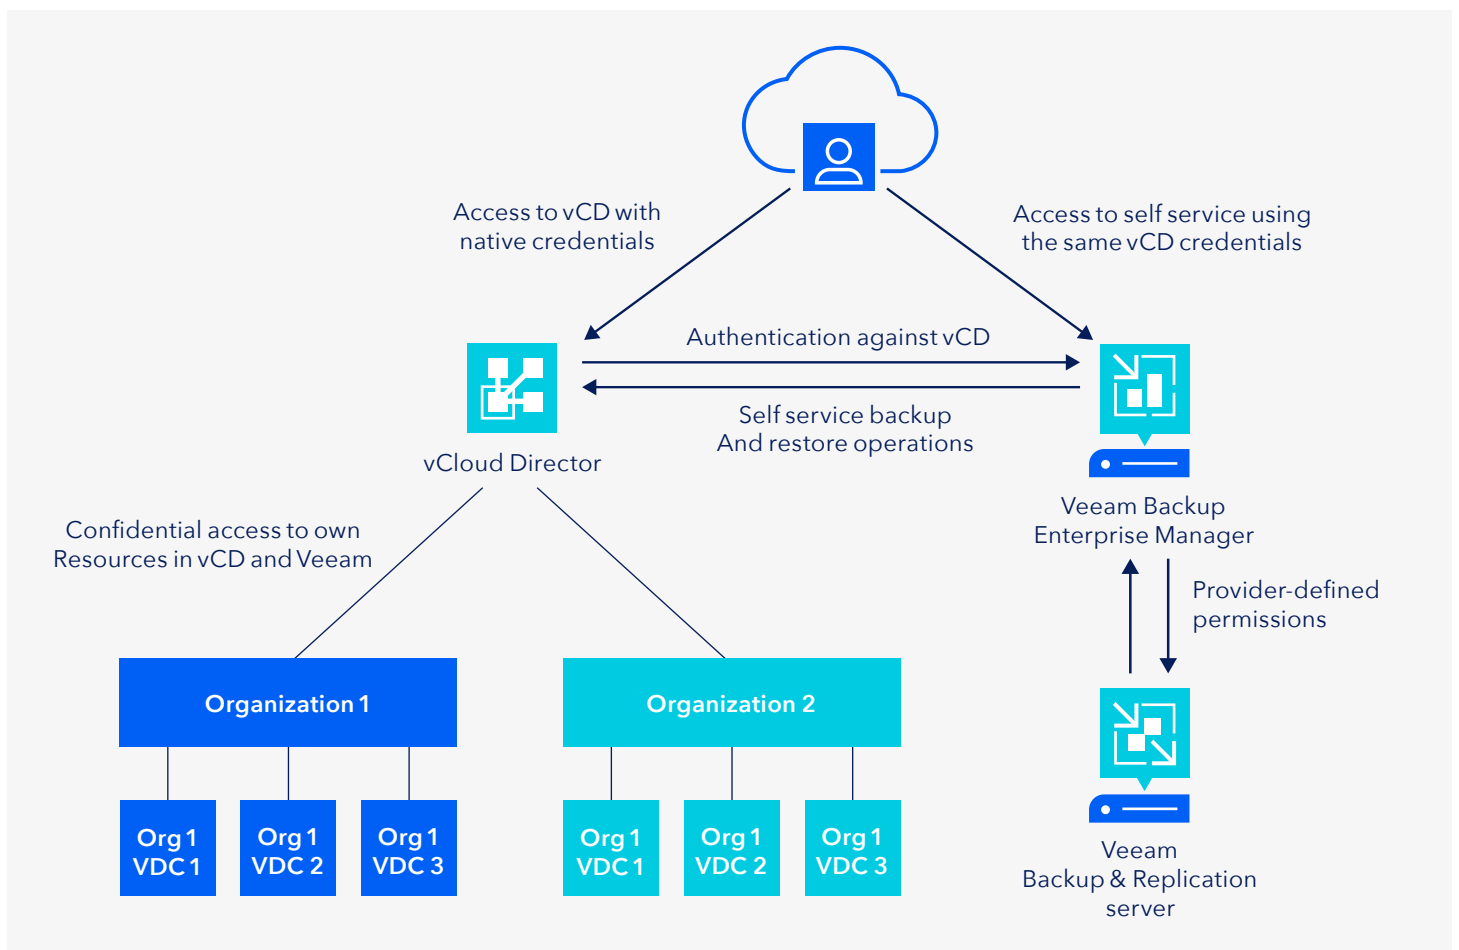 Access to vCD with
native credentials
Access to self service using
the same vCD credentials
Authentication against vCD
Self service backup
And restore operations
vCloud Director
Veeam Backup
Enterprise Manager
Confidential access to own
Resources in vCD and Veeam
Provider-defined
permissions
Organization 1
Organization 2
Org 1
VDC 1
Org 1
VDC 2
Org 1
VDC 3
Org 1
VDC 1
Org 1
VDC 2
Org 1
VDC 3
Veeam
Backup & Replication
server